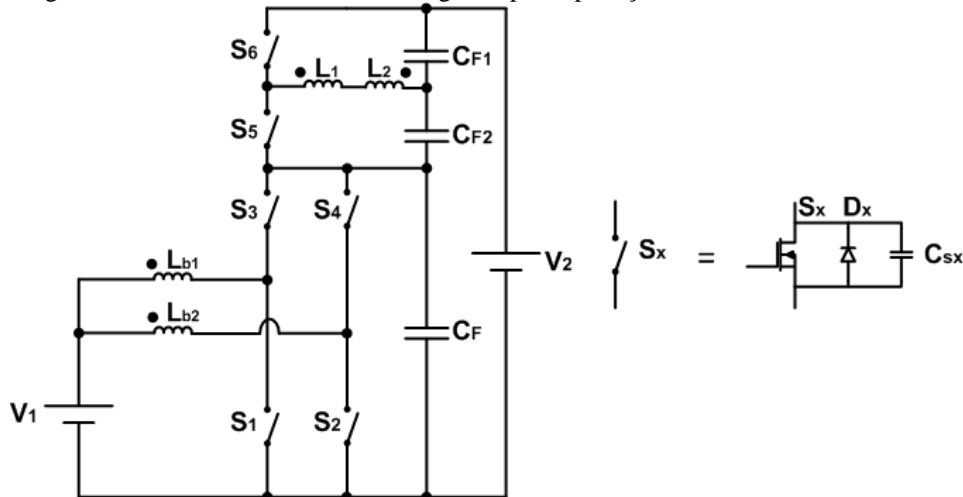 S6
L1
L2
CF1
S5
CF2
S3
S4
Sx
Dx
Sx
=
Csx
Lb1
V2
Lb2
CF
V1
S1
S2